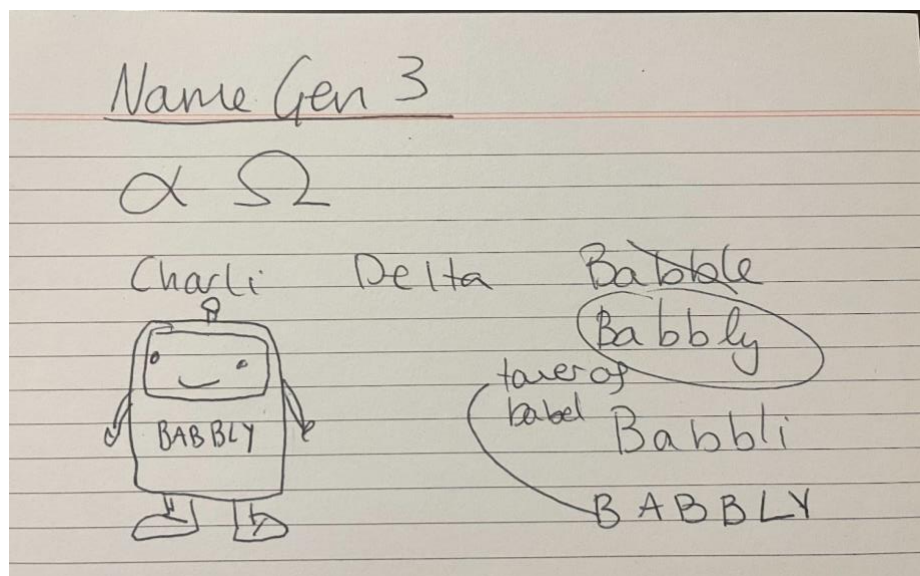 Name Gen 3
α Ω
Charli Delta Babble
Babbly
tower of
babel
Babbli
BABBLY
BABBLY